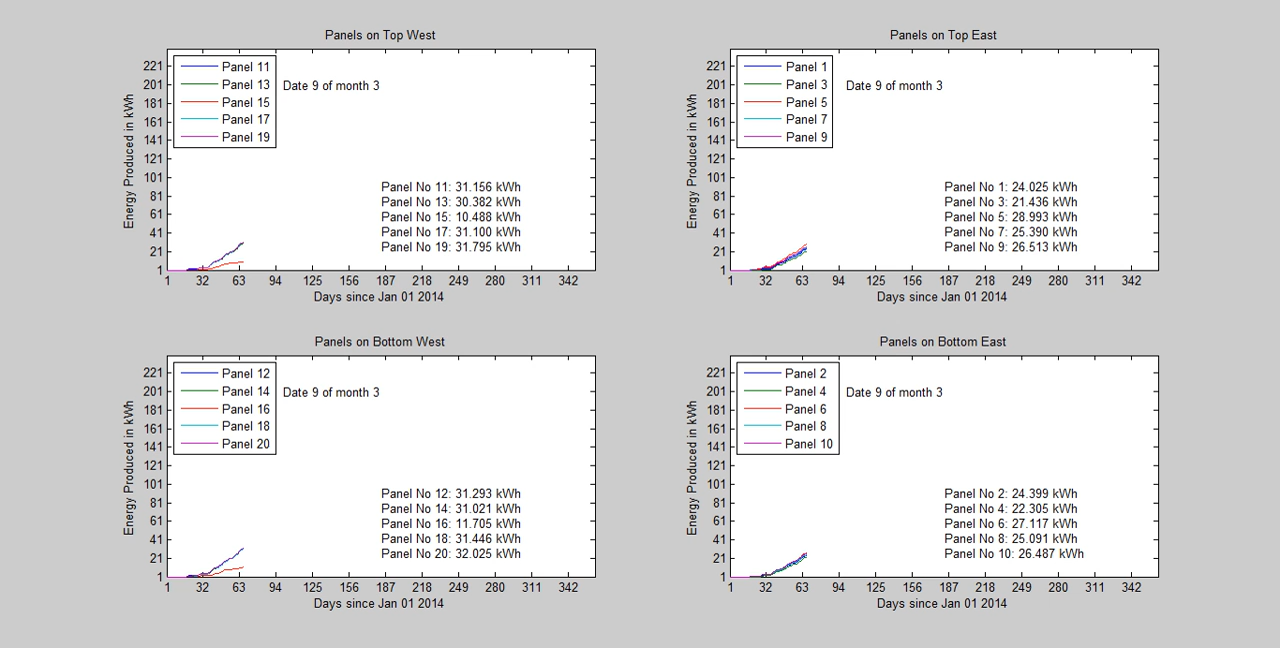 Panels on Top West
221
201
181
161
141
121
101
81
61
41
21
1
Energy Produced in kWh
Panel 11
Panel 13
Panel 15
Panel 17
Panel 19
Date 9 of month 3
Panel No 11: 31.156 kWh
Panel No 13: 30.382 kWh
Panel No 15: 10.488 kWh
Panel No 17: 31.100 kWh
Panel No 19: 31.795 kWh
1 32 63 94 125 156 187 218 249 280 311 342
Days since Jan 01 2014
Panels on Top East
221
201
181
161
141
121
101
81
61
41
21
1
Energy Produced in kWh
Panel 1
Panel 3
Panel 5
Panel 7
Panel 9
Date 9 of month 3
Panel No 1: 24.025 kWh
Panel No 3: 21.436 kWh
Panel No 5: 28.993 kWh
Panel No 7: 25.390 kWh
Panel No 9: 26.513 kWh
1 32 63 94 125 156 187 218 249 280 311 342
Days since Jan 01 2014
Panels on Bottom West
221
201
181
161
141
121
101
81
61
41
21
1
Energy Produced in kWh
Panel 12
Panel 14
Panel 16
Panel 18
Panel 20
Date 9 of month 3
Panel No 12: 31.293 kWh
Panel No 14: 31.021 kWh
Panel No 16: 11.705 kWh
Panel No 18: 31.446 kWh
Panel No 20: 32.025 kWh
1 32 63 94 125 156 187 218 249 280 311 342
Days since Jan 01 2014
Panels on Bottom East
221
201
181
161
141
121
101
81
61
41
21
1
Energy Produced in kWh
Panel 2
Panel 4
Panel 6
Panel 8
Panel 10
Date 9 of month 3
Panel No 2: 24.399 kWh
Panel No 4: 22.305 kWh
Panel No 6: 27.117 kWh
Panel No 8: 25.091 kWh
Panel No 10: 26.487 kWh
1 32 63 94 125 156 187 218 249 280 311 342
Days since Jan 01 2014